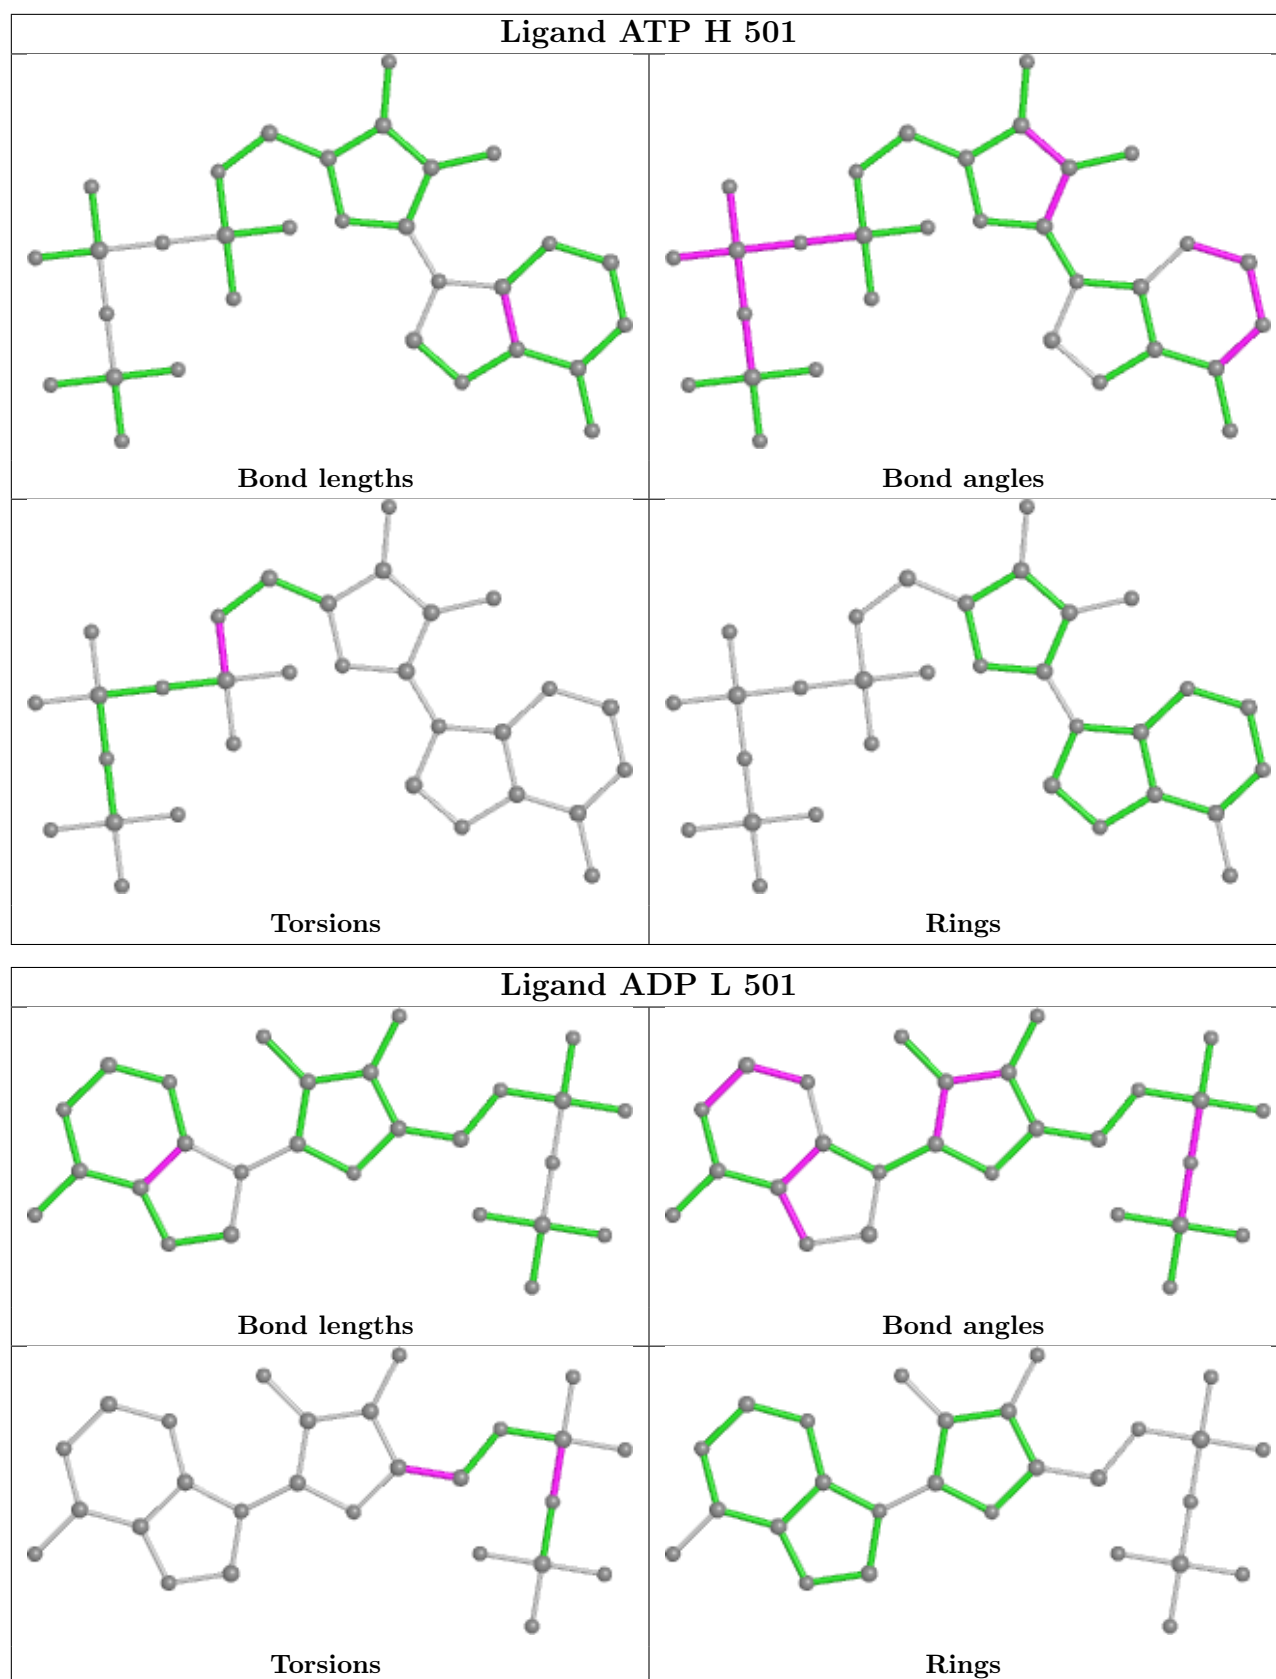 Ligand ATP H 501
Bond lengths
Bond angles
Torsions
Rings
Ligand ADP L 501
Bond lengths
Bond angles
Torsions
Rings